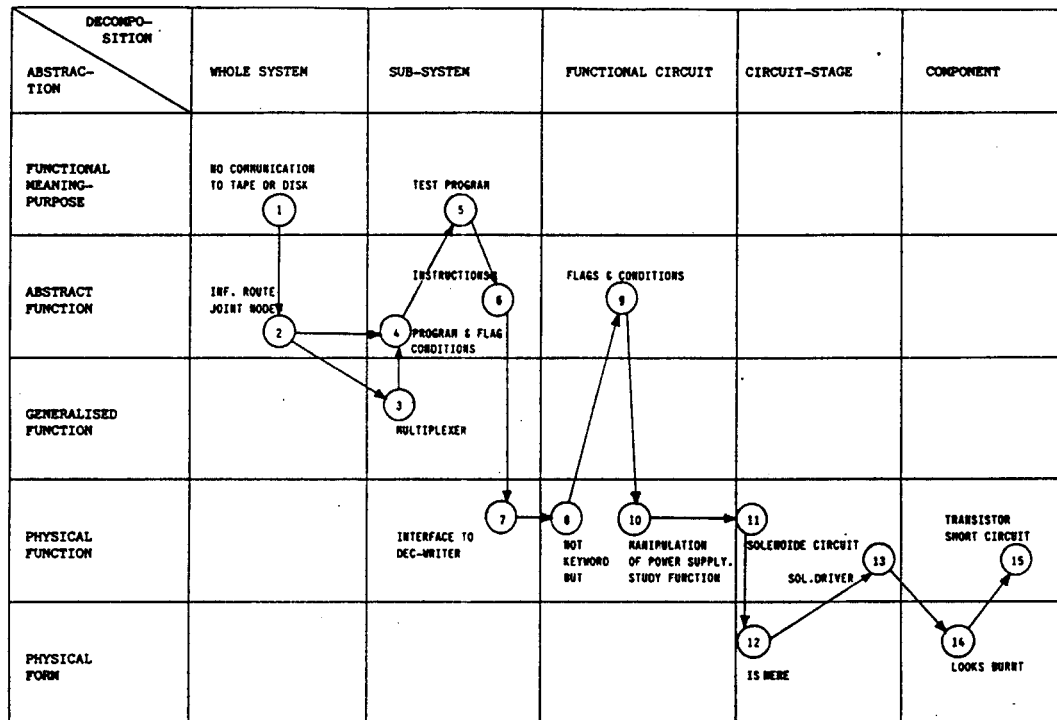 DECOMPO-
SITION
ABSTRAC-
TION
WHOLE SYSTEM
SUB-SYSTEM
FUNCTIONAL CIRCUIT
CIRCUIT-STAGE
COMPONENT
FUNCTIONAL
MEANING-
PURPOSE
NO COMMUNICATION
TO TAPE OR DISK
1
TEST PROGRAM
5
ABSTRACT
FUNCTION
INF. ROUTE
JOINT NODE
2
INSTRUCTIONS
6
4
PROGRAM & FLAG
CONDITIONS
FLAGS & CONDITIONS
9
GENERALISED
FUNCTION
3
MULTIPLEXER
PHYSICAL
FUNCTION
7
INTERFACE TO
DEC-WRITER
8
NOT
KEYWORD
BUT
10
MANIPULATION
OF POWER SUPPLY.
STUDY FUNCTION
11
SOLENOIDE CIRCUIT
13
SOL.DRIVER
TRANSISTOR
SHORT CIRCUIT
15
PHYSICAL
FORM
12
IS HERE
14
LOOKS BURNT